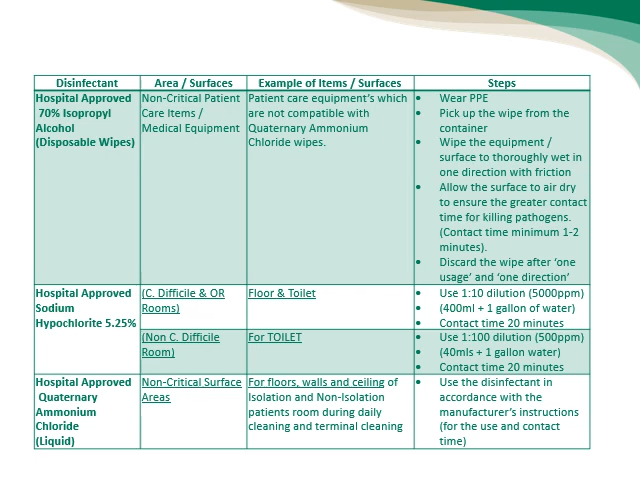 Disinfectant Area / Surfaces Example of Items / Surfaces Steps
Hospital Approved
70% Isopropyl
Alcohol
(Disposable Wipes)
Non-Critical Patient
Care Items /
Medical Equipment
Patient care equipment's which
are not compatible with
Quaternary Ammonium
Chloride wipes.
• Wear PPE
• Pick up the wipe from the
container
• Wipe the equipment /
surface to thoroughly wet in
one direction with friction
• Allow the surface to air dry
to ensure the greater contact
time for killing pathogens.
(Contact time minimum 1-2
minutes).
• Discard the wipe after ‘one
usage’ and ‘one direction’
Hospital Approved
Sodium
Hypochlorite 5.25%
(C. Difficile & OR
Rooms)
Floor & Toilet
• Use 1:10 dilution (5000ppm)
• (400ml + 1 gallon of water)
• Contact time 20 minutes
(Non C. Difficile
Room)
For TOILET
• Use 1:100 dilution (500ppm)
• (40mls + 1 gallon water)
• Contact time 20 minutes
Hospital Approved
Quaternary
Ammonium
Chloride
(Liquid)
Non-Critical Surface
Areas
For floors, walls and ceiling of
Isolation and Non-Isolation
patients room during daily
cleaning and terminal cleaning
• Use the disinfectant in
accordance with the
manufacturer's instructions
(for the use and contact
time)